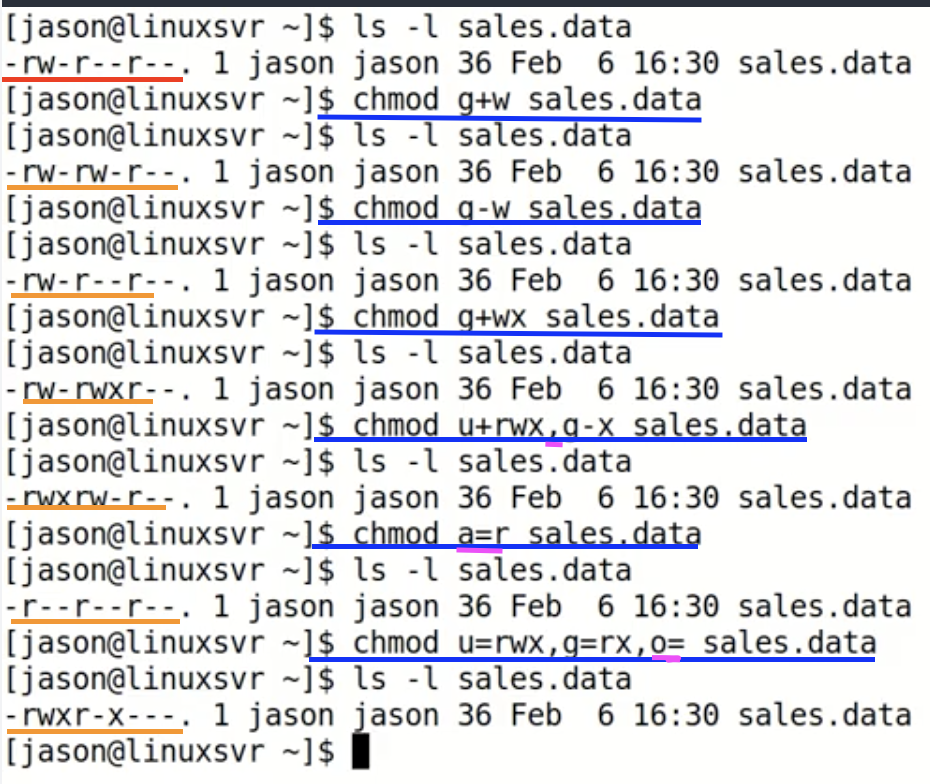 [jason@linuxsvr ~]$ ls -l sales.data
-rw-r--r--. 1 jason jason 36 Feb  6 16:30 sales.data
[jason@linuxsvr ~]$ chmod g+w sales.data
[jason@linuxsvr ~]$ ls -l sales.data
-rw-rw-r--. 1 jason jason 36 Feb  6 16:30 sales.data
[jason@linuxsvr ~]$ chmod g-w sales.data
[jason@linuxsvr ~]$ ls -l sales.data
-rw-r--r--. 1 jason jason 36 Feb  6 16:30 sales.data
[jason@linuxsvr ~]$ chmod g+wx sales.data
[jason@linuxsvr ~]$ ls -l sales.data
-rw-rwxr--. 1 jason jason 36 Feb  6 16:30 sales.data
[jason@linuxsvr ~]$ chmod u+rwx,g-x sales.data
[jason@linuxsvr ~]$ ls -l sales.data
-rwxrw-r--. 1 jason jason 36 Feb  6 16:30 sales.data
[jason@linuxsvr ~]$ chmod a=r sales.data
[jason@linuxsvr ~]$ ls -l sales.data
-r--r--r--. 1 jason jason 36 Feb  6 16:30 sales.data
[jason@linuxsvr ~]$ chmod u=rwx,g=rx,o= sales.data
[jason@linuxsvr ~]$ ls -l sales.data
-rwxr-x---. 1 jason jason 36 Feb  6 16:30 sales.data
[jason@linuxsvr ~]$